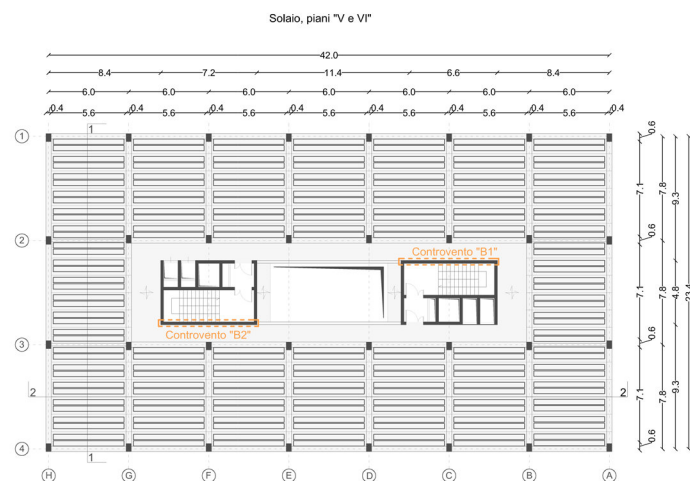 Solaio, piani "V e VI"
42.0
8.4 7.2 11.4 6.6 8.4
6.0 6.0 6.0 6.0 6.0 6.0 6.0
0.4 5.6 0.4 5.6 0.4 5.6 0.4 5.6 0.4 5.6 0.4 5.6 0.4 5.6 0.4
1
1
0.6
7.1 7.8 9.3
0.6
2
Controvento "B1"
7.1 7.8 4.8 23.4
Controvento "B2"
0.6
3
7.1 7.8 9.3
2 2
0.6
4
1
H G F E D C B A